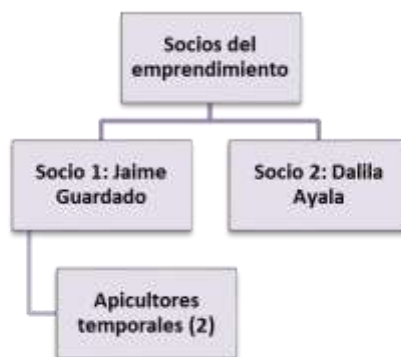 Socios del
emprendimiento
Socio 1: Jaime
Guardado
Socio 2: Dalila
Ayala
Apicultores
temporales (2)